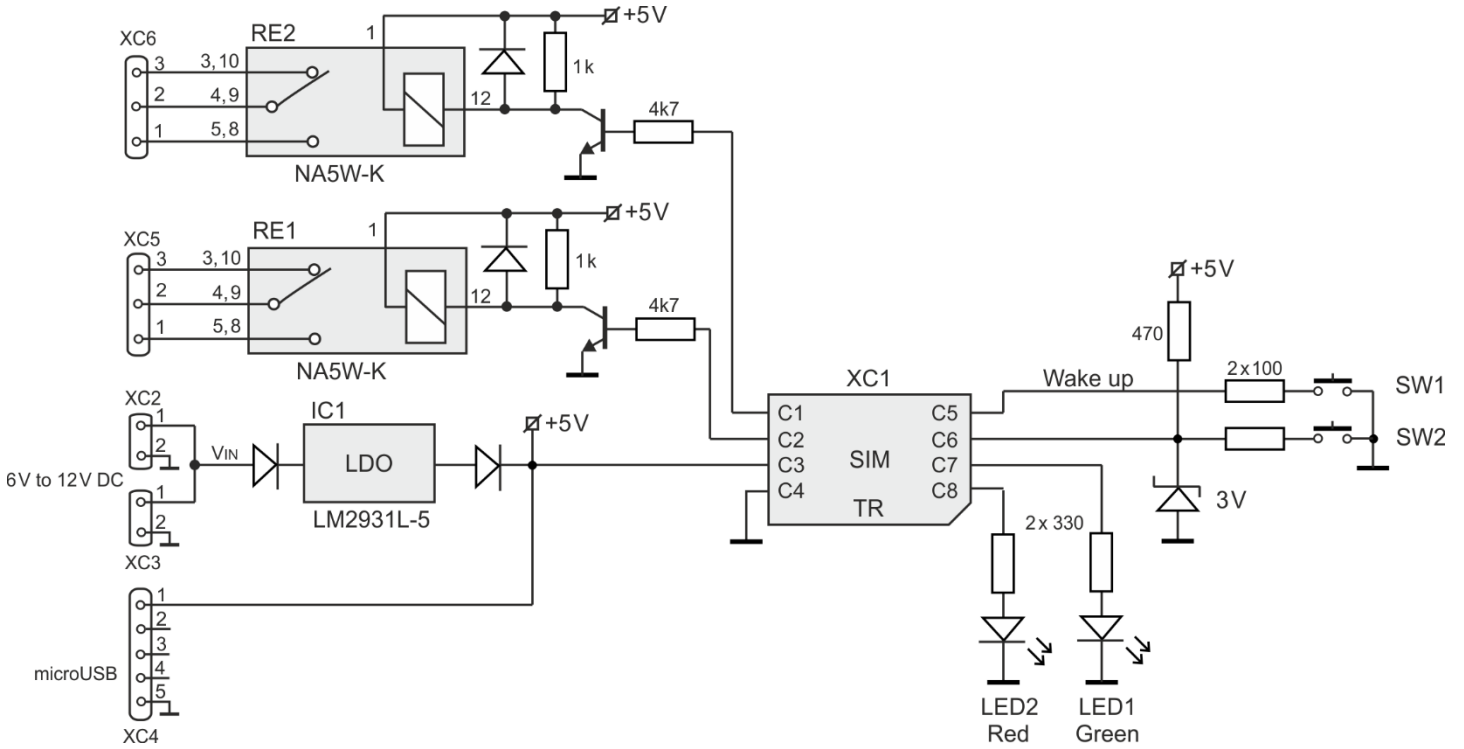 +5V
XC6
RE2
1
1k
3
3,10
2
4,9
12
4k7
1
5,8
NA5W-K
+5V
XC5
RE1
1
1k
3
3,10
2
4,9
12
4k7
1
5,8
NA5W-K
+5V
470
2x100
Wake up
SW1
SW2
3V
XC1
C1
C2
C3
C4
SIM
TR
C5
C6
C7
C8
XC2
1
2
6V to 12V DC
1
2
XC3
VIN
IC1
LDO
LM2931L-5
+5V
1
2
3
4
5
microUSB
XC4
2x330
LED2
Red
LED1
Green